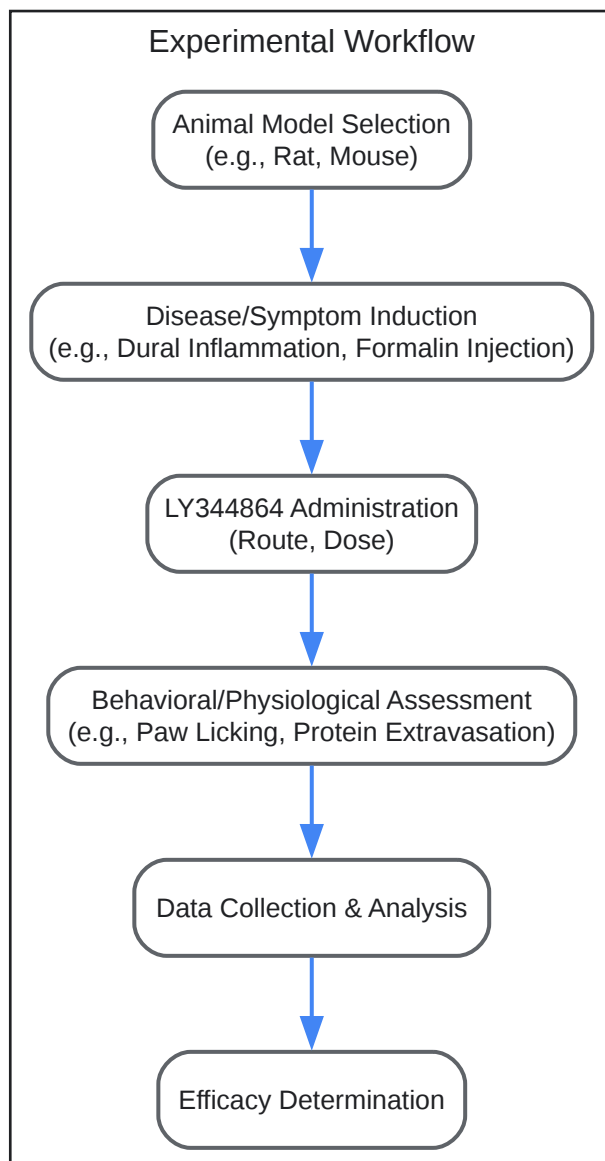 Experimental Workflow
Animal Model Selection
(e.g., Rat, Mouse)
Disease/Symptom Induction
(e.g., Dural Inflammation, Formalin Injection)
LY344864 Administration
(Route, Dose)
Behavioral/Physiological Assessment
(e.g., Paw Licking, Protein Extravasation)
Data Collection & Analysis
Efficacy Determination